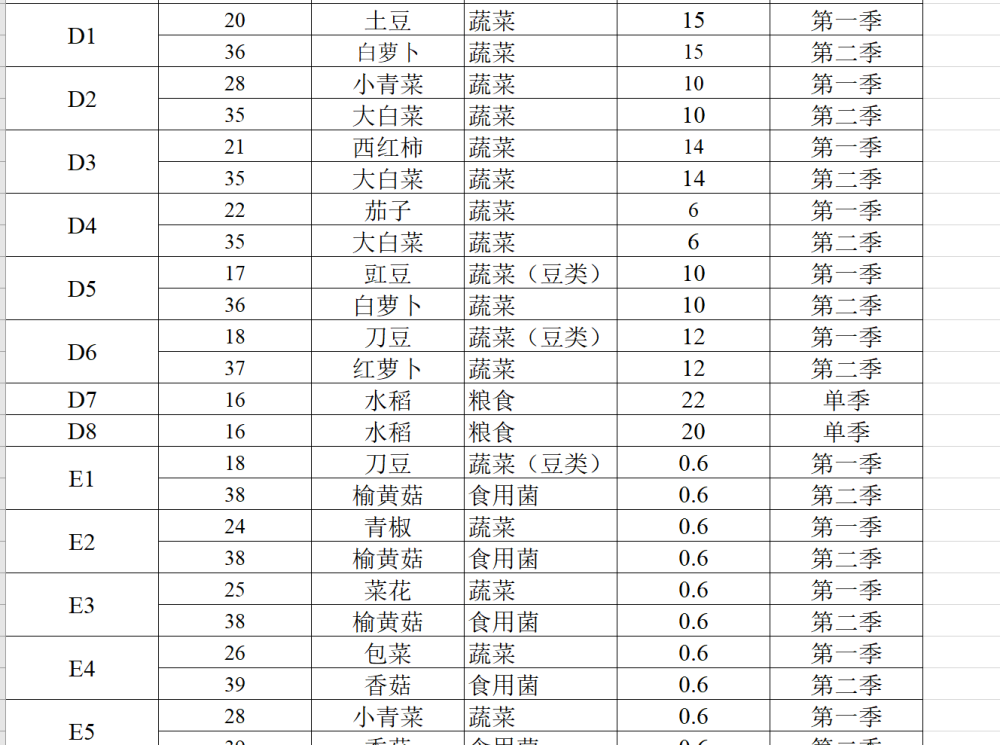 D1 20 土豆 蔬菜 15 第一季
36 白萝卜 蔬菜 15 第二季
D2 28 小青菜 蔬菜 10 第一季
35 大白菜 蔬菜 10 第二季
D3 21 西红柿 蔬菜 14 第一季
35 大白菜 蔬菜 14 第二季
D4 22 茄子 蔬菜 6 第一季
35 大白菜 蔬菜 6 第二季
D5 17 豇豆 蔬菜（豆类） 10 第一季
36 白萝卜 蔬菜 10 第二季
D6 18 刀豆 蔬菜（豆类） 12 第一季
37 红萝卜 蔬菜 12 第二季
D7 16 水稻 粮食 22 单季
D8 16 水稻 粮食 20 单季
E1 18 刀豆 蔬菜（豆类） 0.6 第一季
38 榆黄菇 食用菌 0.6 第二季
E2 24 青椒 蔬菜 0.6 第一季
38 榆黄菇 食用菌 0.6 第二季
E3 25 菜花 蔬菜 0.6 第一季
38 榆黄菇 食用菌 0.6 第二季
E4 26 包菜 蔬菜 0.6 第一季
39 香菇 食用菌 0.6 第二季
E5 28 小青菜 蔬菜 0.6 第一季
39 香菇 食用菌 0.6 第二季